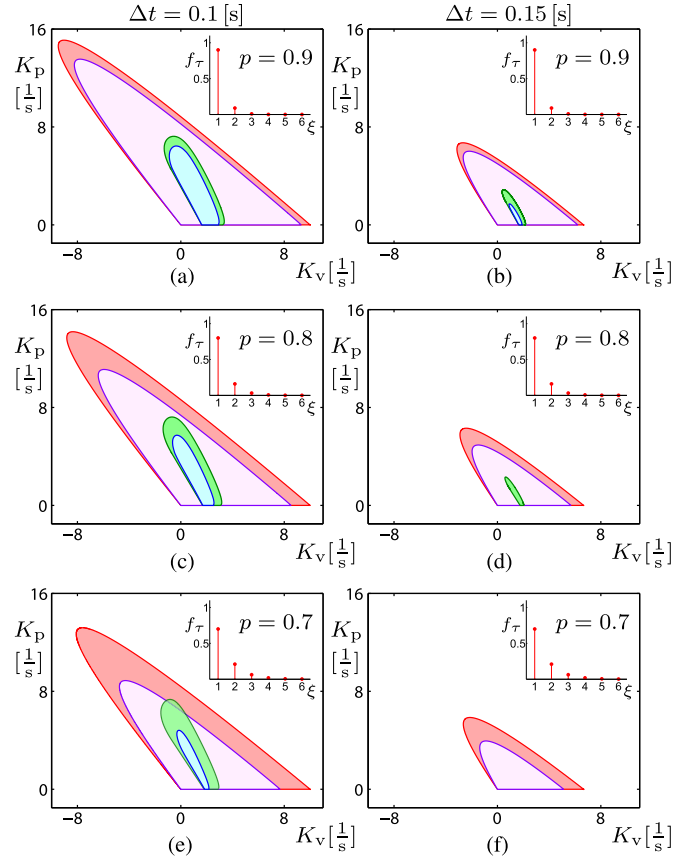 Δt = 0.1 [s]
Δt = 0.15 [s]
16
K_p
[1/s]
8
0
f_τ
1
0.5
p = 0.9
1 2 3 4 5 6 ξ
−8 0 8
(a)
K_v[1/s]
16
K_p
[1/s]
8
0
f_τ
1
0.5
p = 0.9
1 2 3 4 5 6 ξ
−8 0 8
(b)
K_v[1/s]
16
K_p
[1/s]
8
0
f_τ
1
0.5
p = 0.8
1 2 3 4 5 6 ξ
−8 0 8
(c)
K_v[1/s]
16
K_p
[1/s]
8
0
f_τ
1
0.5
p = 0.8
1 2 3 4 5 6 ξ
−8 0 8
(d)
K_v[1/s]
16
K_p
[1/s]
8
0
f_τ
1
0.5
p = 0.7
1 2 3 4 5 6 ξ
−8 0 8
(e)
K_v[1/s]
16
K_p
[1/s]
8
0
f_τ
1
0.5
p = 0.7
1 2 3 4 5 6 ξ
−8 0 8
(f)
K_v[1/s]